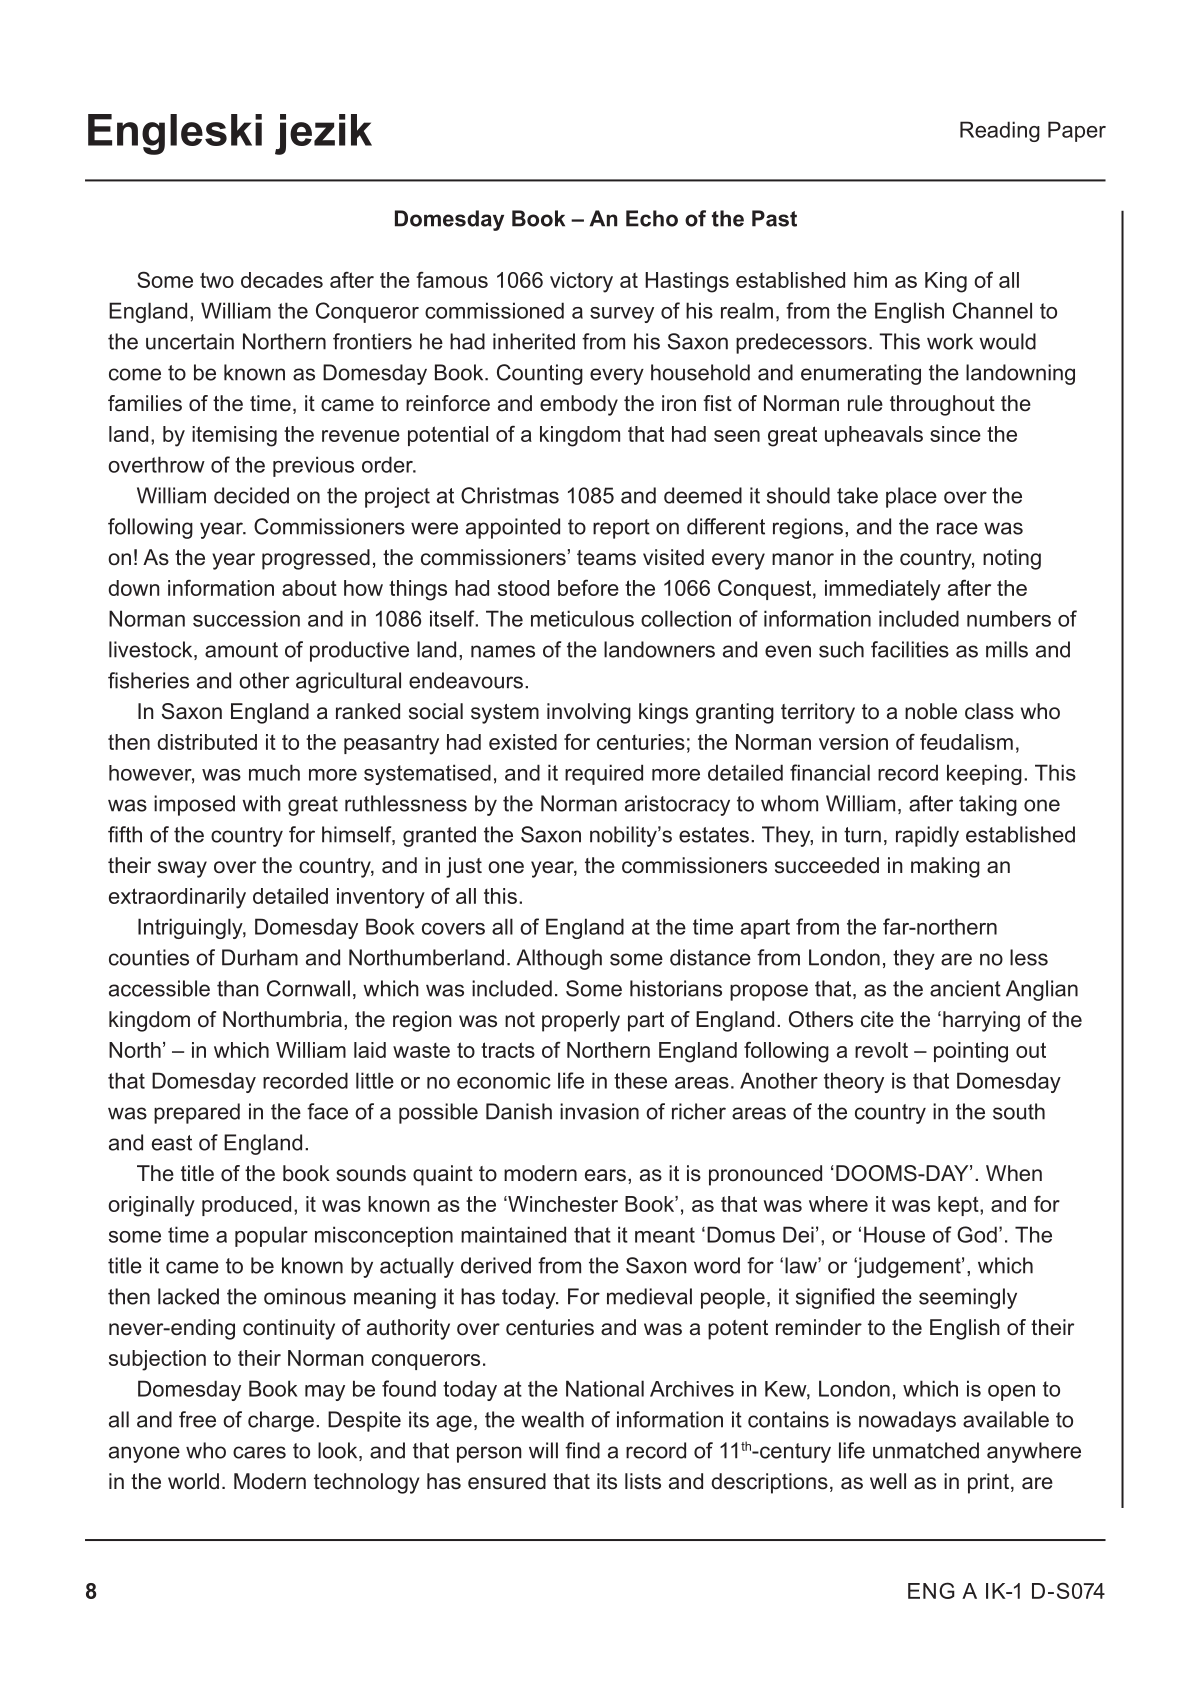 Engleski jezik
Reading Paper
Domesday Book – An Echo of the Past
Some two decades after the famous 1066 victory at Hastings established him as King of all
England, William the Conqueror commissioned a survey of his realm, from the English Channel to
the uncertain Northern frontiers he had inherited from his Saxon predecessors. This work would
come to be known as Domesday Book. Counting every household and enumerating the landowning
families of the time, it came to reinforce and embody the iron fist of Norman rule throughout the
land, by itemising the revenue potential of a kingdom that had seen great upheavals since the
overthrow of the previous order.
William decided on the project at Christmas 1085 and deemed it should take place over the
following year. Commissioners were appointed to report on different regions, and the race was
on! As the year progressed, the commissioners’ teams visited every manor in the country, noting
down information about how things had stood before the 1066 Conquest, immediately after the
Norman succession and in 1086 itself. The meticulous collection of information included numbers of
livestock, amount of productive land, names of the landowners and even such facilities as mills and
fisheries and other agricultural endeavours.
In Saxon England a ranked social system involving kings granting territory to a noble class who
then distributed it to the peasantry had existed for centuries; the Norman version of feudalism,
however, was much more systematised, and it required more detailed financial record keeping. This
was imposed with great ruthlessness by the Norman aristocracy to whom William, after taking one
fifth of the country for himself, granted the Saxon nobility’s estates. They, in turn, rapidly established
their sway over the country, and in just one year, the commissioners succeeded in making an
extraordinarily detailed inventory of all this.
Intriguingly, Domesday Book covers all of England at the time apart from the far-northern
counties of Durham and Northumberland. Although some distance from London, they are no less
accessible than Cornwall, which was included. Some historians propose that, as the ancient Anglian
kingdom of Northumbria, the region was not properly part of England. Others cite the ‘harrying of the
North’ – in which William laid waste to tracts of Northern England following a revolt – pointing out
that Domesday recorded little or no economic life in these areas. Another theory is that Domesday
was prepared in the face of a possible Danish invasion of richer areas of the country in the south
and east of England.
The title of the book sounds quaint to modern ears, as it is pronounced ‘DOOMS-DAY’. When
originally produced, it was known as the ‘Winchester Book’, as that was where it was kept, and for
some time a popular misconception maintained that it meant ‘Domus Dei’, or ‘House of God’. The
title it came to be known by actually derived from the Saxon word for ‘law’ or ‘judgement’, which
then lacked the ominous meaning it has today. For medieval people, it signified the seemingly
never-ending continuity of authority over centuries and was a potent reminder to the English of their
subjection to their Norman conquerors.
Domesday Book may be found today at the National Archives in Kew, London, which is open to
all and free of charge. Despite its age, the wealth of information it contains is nowadays available to
anyone who cares to look, and that person will find a record of 11th-century life unmatched anywhere
in the world. Modern technology has ensured that its lists and descriptions, as well as in print, are
8
ENG A IK-1 D-S074